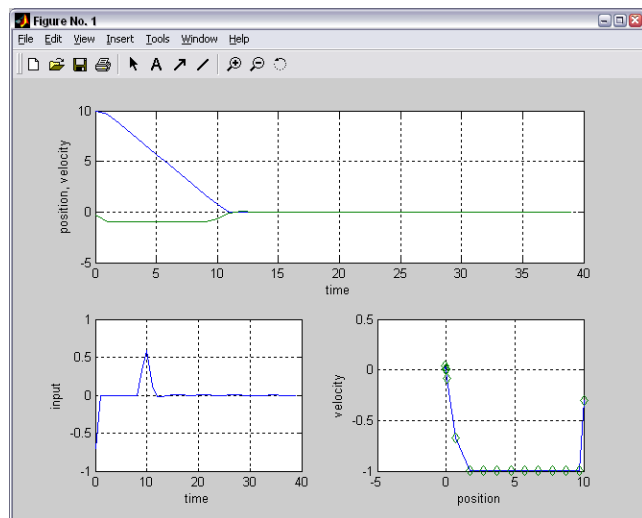 Figure No. 1
File Edit View Insert Tools Window Help
A
10
5
0
-5
position, velocity
0 5 10 15 20 25 30 35 40
time
1
0.5
0
-0.5
-1
input
0 10 20 30 40
time
0.5
0
-0.5
-1
velocity
-5 0 5 10
position